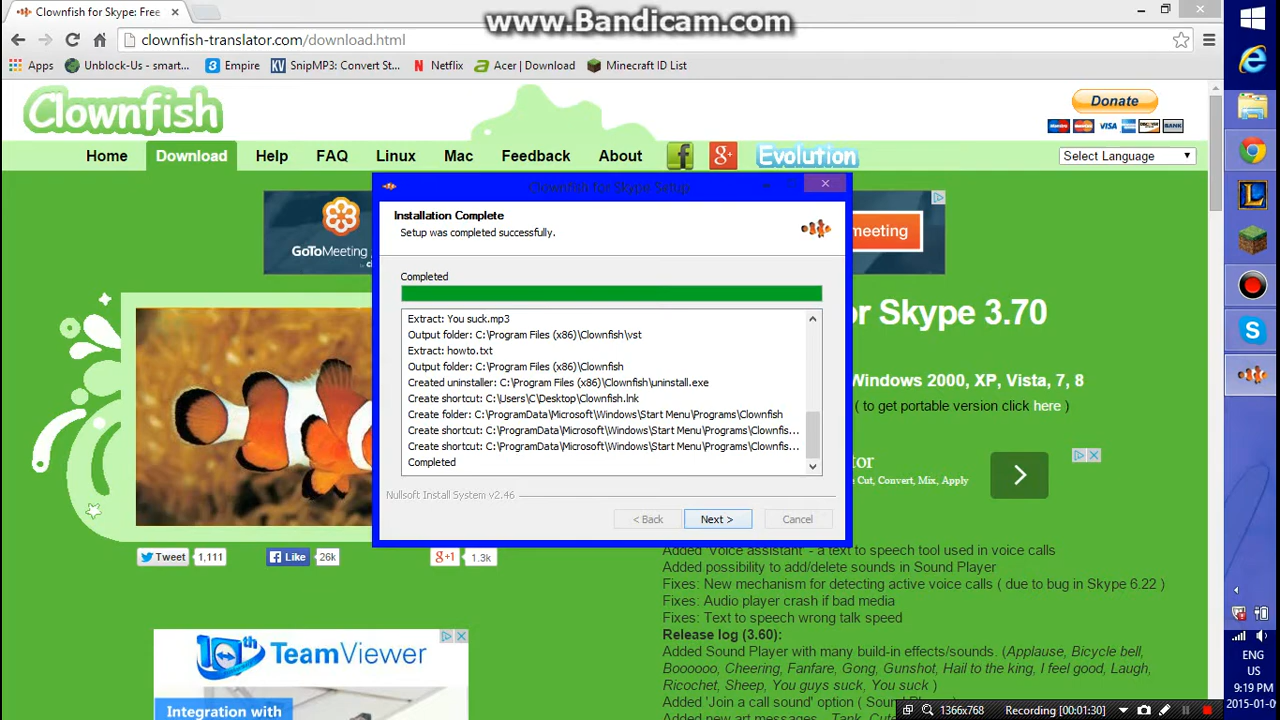 Clownfish for Skype: Free
www.Bandicam.com
clownfish-translator.com/download.html
Apps
Unblock-Us - smart...
Empire
SnipMP3: Convert St...
Netflix
Acer | Download
Minecraft ID List
Clownfish
Donate
VISA
BANK
Home
Download
Help
FAQ
Linux
Mac
Feedback
About
Evolution
Select Language
Clownfish for Skype Setup
Installation Complete
Setup was completed successfully.
GoToMeeting
meeting
Completed
Extract: You suck.mp3
Output folder: C:\Program Files (x86)\Clownfish\vst
Extract: howto.txt
Output folder: C:\Program Files (x86)\Clownfish
Created uninstaller: C:\Program Files (x86)\Clownfish\uninstall.exe
Create shortcut: C:\Users\C\Desktop\Clownfish.lnk
Create folder: C:\ProgramData\Microsoft\Windows\Start Menu\Programs\Clownfish
Create shortcut: C:\ProgramData\Microsoft\Windows\Start Menu\Programs\Clownfis...
Create shortcut: C:\ProgramData\Microsoft\Windows\Start Menu\Programs\Clownfis...
Completed
Nullsoft Install System v2.46
< Back
Next >
Cancel
or Skype 3.70
Windows 2000, XP, Vista, 7, 8
( to get portable version click here )
tor
Cut, Convert, Mix, Apply
Tweet
1,111
Like
26k
+1
1.3k
Added 'Voice assistant' - a text to speech tool used in voice calls
Added possibility to add/delete sounds in Sound Player
Fixes: New mechanism for detecting active voice calls ( due to bug in Skype 6.22 )
Fixes: Audio player crash if bad media
Fixes: Text to speech wrong talk speed
Release log (3.60):
Added Sound Player with many build-in effects/sounds. (Applause, Bicycle bell,
Boooooo, Cheering, Fanfare, Gong, Gunshot, Hail to the king, I feel good, Laugh,
Ricochet, Sheep, You guys suck, You suck )
Added 'Join a call sound' option ( Sound
10th
TeamViewer
Integration with
1366x768
Recording [00:01:30]
ENG
US
9:19 PM
2015-01-0